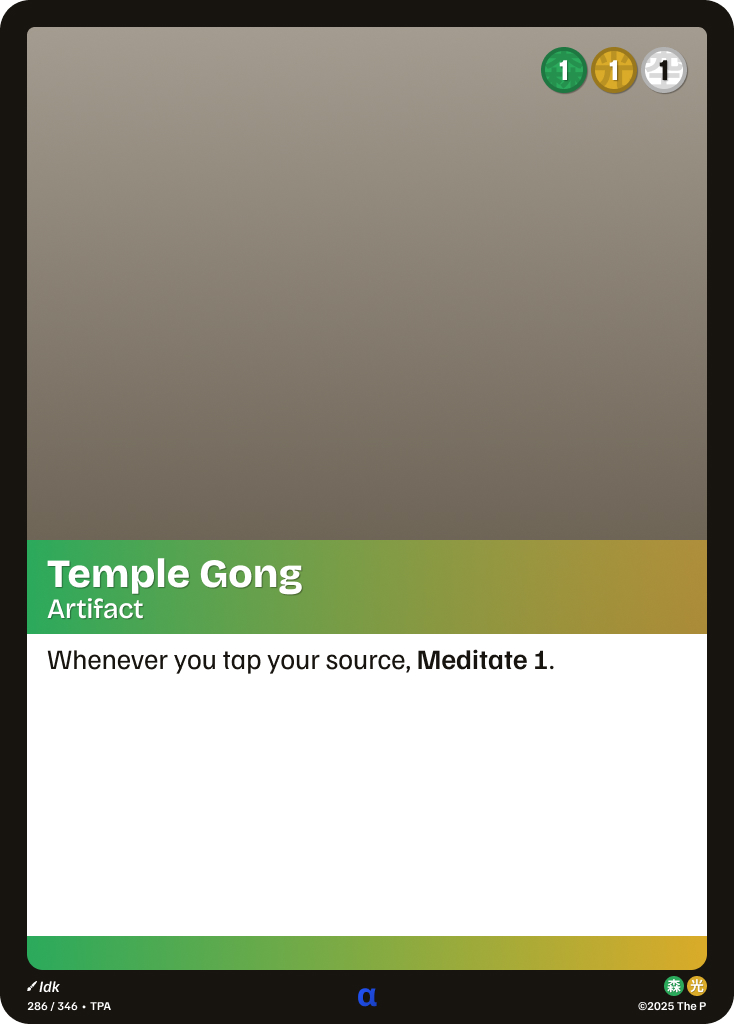 1 1 1
Temple Gong
Artifact
Whenever you tap your source, Meditate 1.
Idk
286 / 346 • TPA
α
森 光
©2025 The P